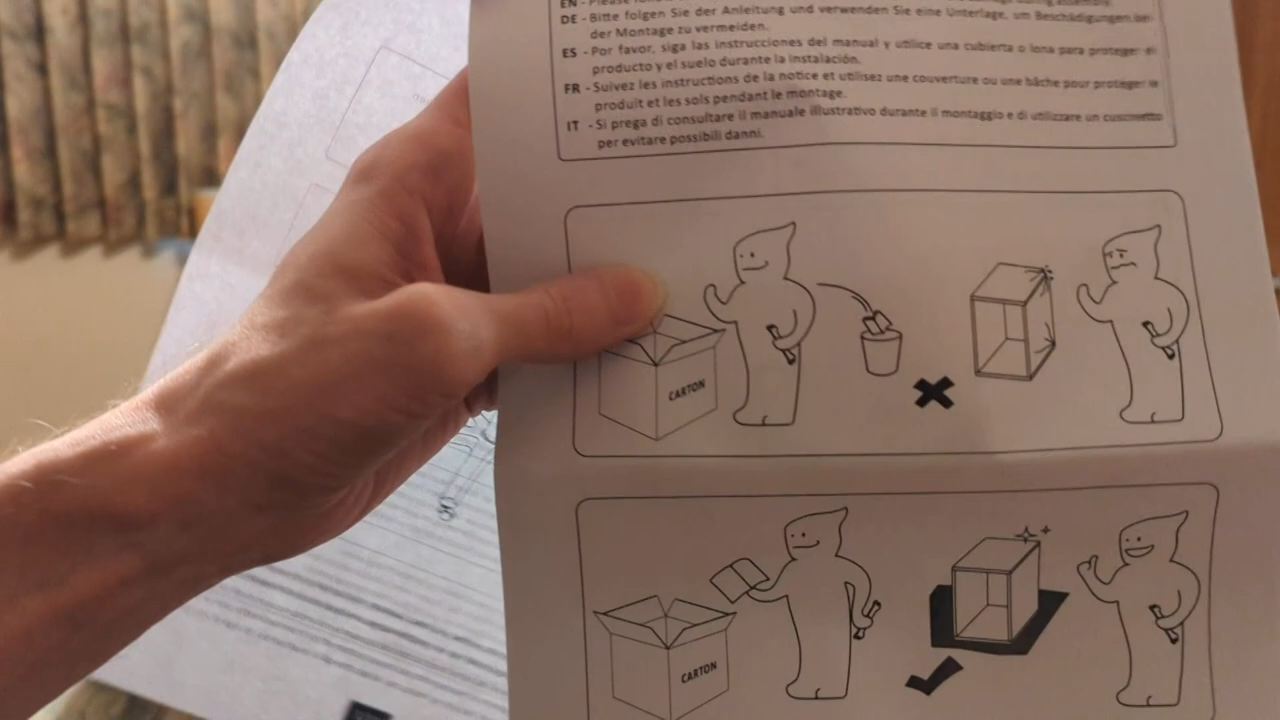 EN - Please
DE - Bitte folgen Sie der Anleitung und verwenden Sie eine Unterlage, um Beschädigungen bei
der Montage zu vermeiden.
ES - Por favor, siga las instrucciones del manual y utilice una cubierta o lona para proteger el
producto y el suelo durante la instalación.
FR - Suivez les instructions de la notice et utilisez une couverture ou une bâche pour protéger le
produit et les sols pendant le montage.
IT - Si prega di consultare il manuale illustrativo durante il montaggio e di utilizzare un
per evitare possibili danni.
CARTON
CARTON